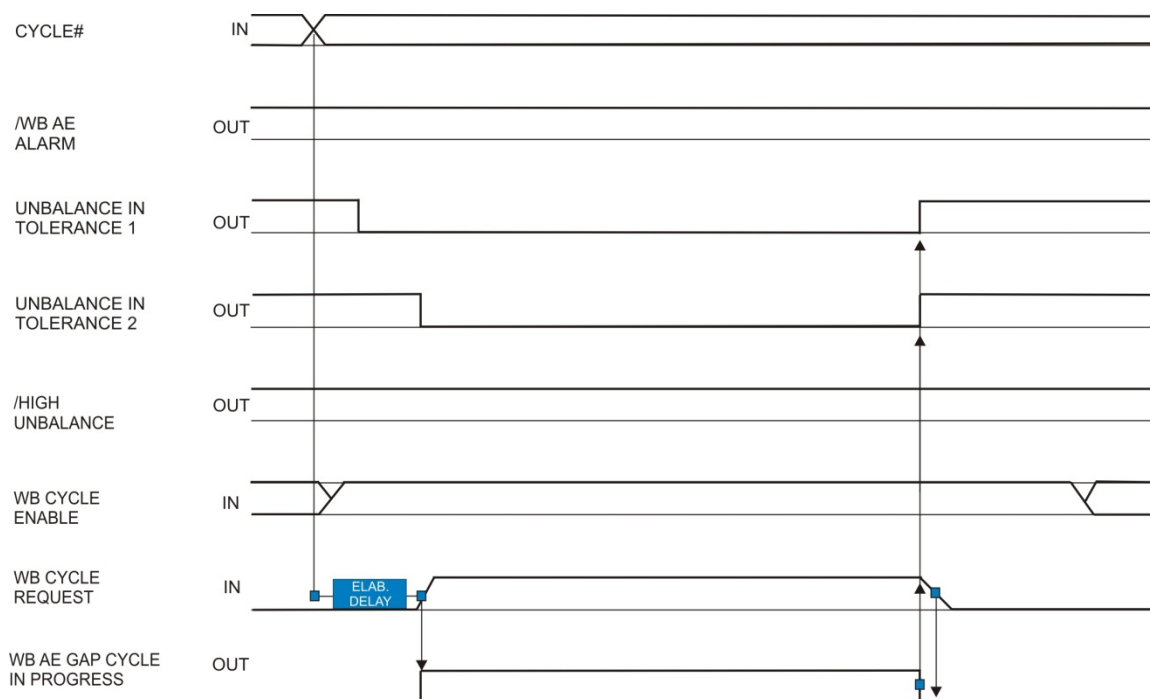 CYCLE#
IN
/WB AE
ALARM
OUT
UNBALANCE IN
TOLERANCE 1
OUT
UNBALANCE IN
TOLERANCE 2
OUT
/HIGH
UNBALANCE
OUT
WB CYCLE
ENABLE
IN
WB CYCLE
REQUEST
IN
ELAB.
DELAY
WB AE GAP CYCLE
IN PROGRESS
OUT